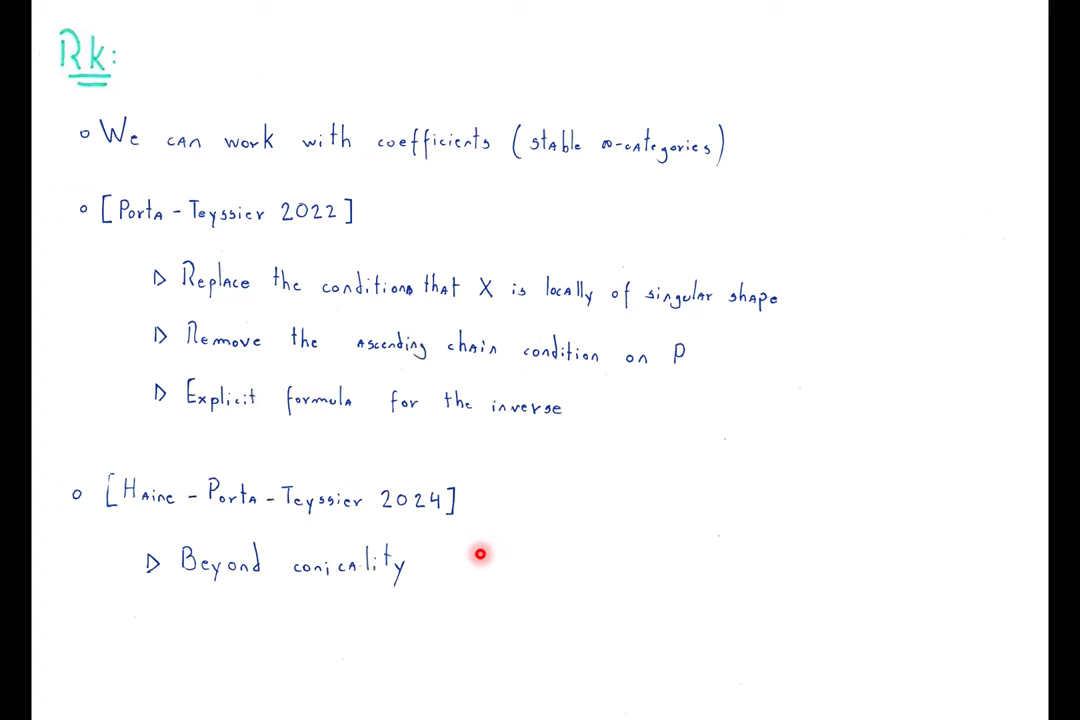 Rk:
∘ We can work with coefficients (stable ∞-categories)
∘ [Porta - Teyssier 2022]
▷ Replace the conditions that X is locally of singular shape
▷ Remove the ascending chain condition on P
▷ Explicit formula for the inverse
∘ [Haine - Porta - Teyssier 2024]
▷ Beyond conicality